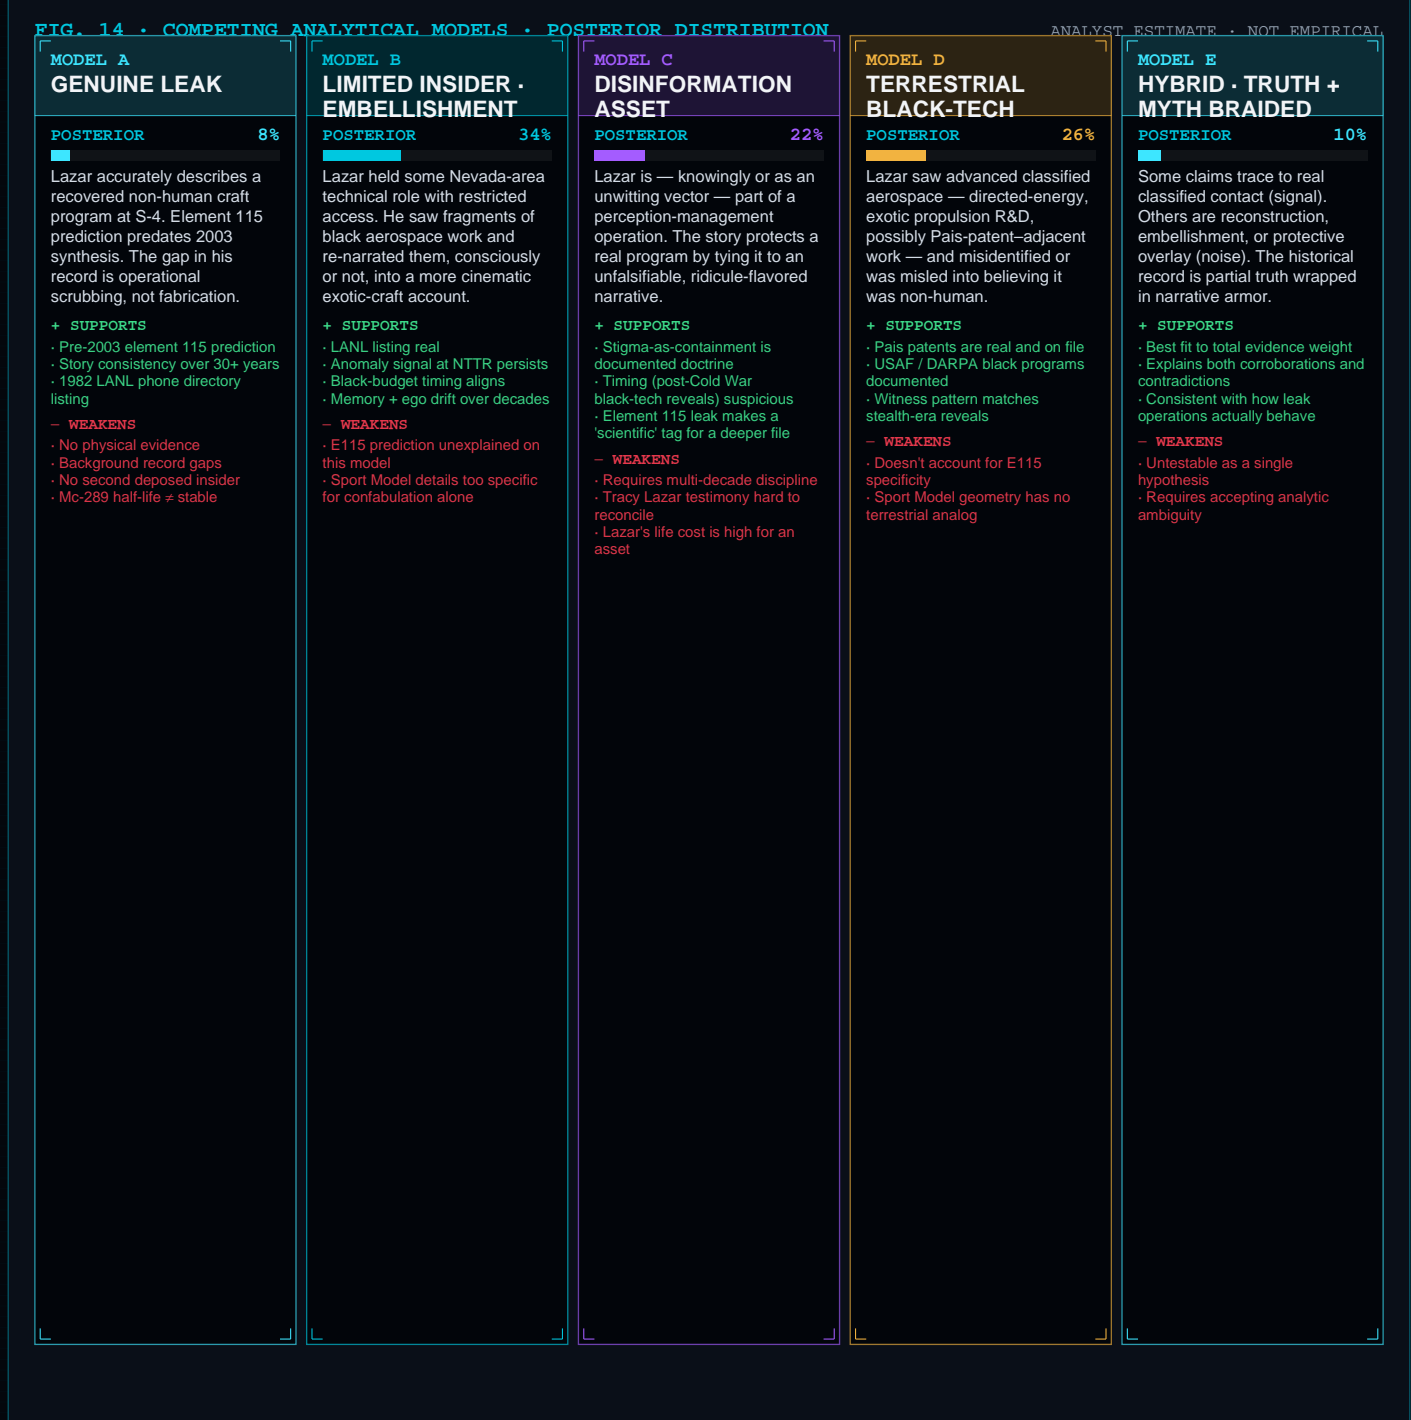 FIG. 14 · COMPETING ANALYTICAL MODELS · POSTERIOR DISTRIBUTION
ANALYST ESTIMATE · NOT EMPIRICAL
MODEL A
GENUINE LEAK
POSTERIOR 8%
Lazar accurately describes a
recovered non-human craft
program at S-4. Element 115
prediction predates 2003
synthesis. The gap in his
record is operational
scrubbing, not fabrication.
+ SUPPORTS
· Pre-2003 element 115 prediction
· Story consistency over 30+ years
· 1982 LANL phone directory
listing
— WEAKENS
· No physical evidence
· Background record gaps
· No second deposed insider
· Mc-289 half-life ≠ stable
MODEL B
LIMITED INSIDER ·
EMBELLISHMENT
POSTERIOR 34%
Lazar held some Nevada-area
technical role with restricted
access. He saw fragments of
black aerospace work and
re-narrated them, consciously
or not, into a more cinematic
exotic-craft account.
+ SUPPORTS
· LANL listing real
· Anomaly signal at NTTR persists
· Black-budget timing aligns
· Memory + ego drift over decades
— WEAKENS
· E115 prediction unexplained on
this model
· Sport Model details too specific
for confabulation alone
MODEL C
DISINFORMATION
ASSET
POSTERIOR 22%
Lazar is — knowingly or as an
unwitting vector — part of a
perception-management
operation. The story protects a
real program by tying it to an
unfalsifiable, ridicule-flavored
narrative.
+ SUPPORTS
· Stigma-as-containment is
documented doctrine
· Timing (post-Cold War
black-tech reveals) suspicious
· Element 115 leak makes a
'scientific' tag for a deeper file
— WEAKENS
· Requires multi-decade discipline
· Tracy Lazar testimony hard to
reconcile
· Lazar's life cost is high for an
asset
MODEL D
TERRESTRIAL
BLACK-TECH
POSTERIOR 26%
Lazar saw advanced classified
aerospace — directed-energy,
exotic propulsion R&D,
possibly Pais-patent–adjacent
work — and misidentified or
was misled into believing it
was non-human.
+ SUPPORTS
· Pais patents are real and on file
· USAF / DARPA black programs
documented
· Witness pattern matches
stealth-era reveals
— WEAKENS
· Doesn't account for E115
specificity
· Sport Model geometry has no
terrestrial analog
MODEL E
HYBRID · TRUTH +
MYTH BRAIDED
POSTERIOR 10%
Some claims trace to real
classified contact (signal).
Others are reconstruction,
embellishment, or protective
overlay (noise). The historical
record is partial truth wrapped
in narrative armor.
+ SUPPORTS
· Best fit to total evidence weight
· Explains both corroborations and
contradictions
· Consistent with how leak
operations actually behave
— WEAKENS
· Untestable as a single
hypothesis
· Requires accepting analytic
ambiguity